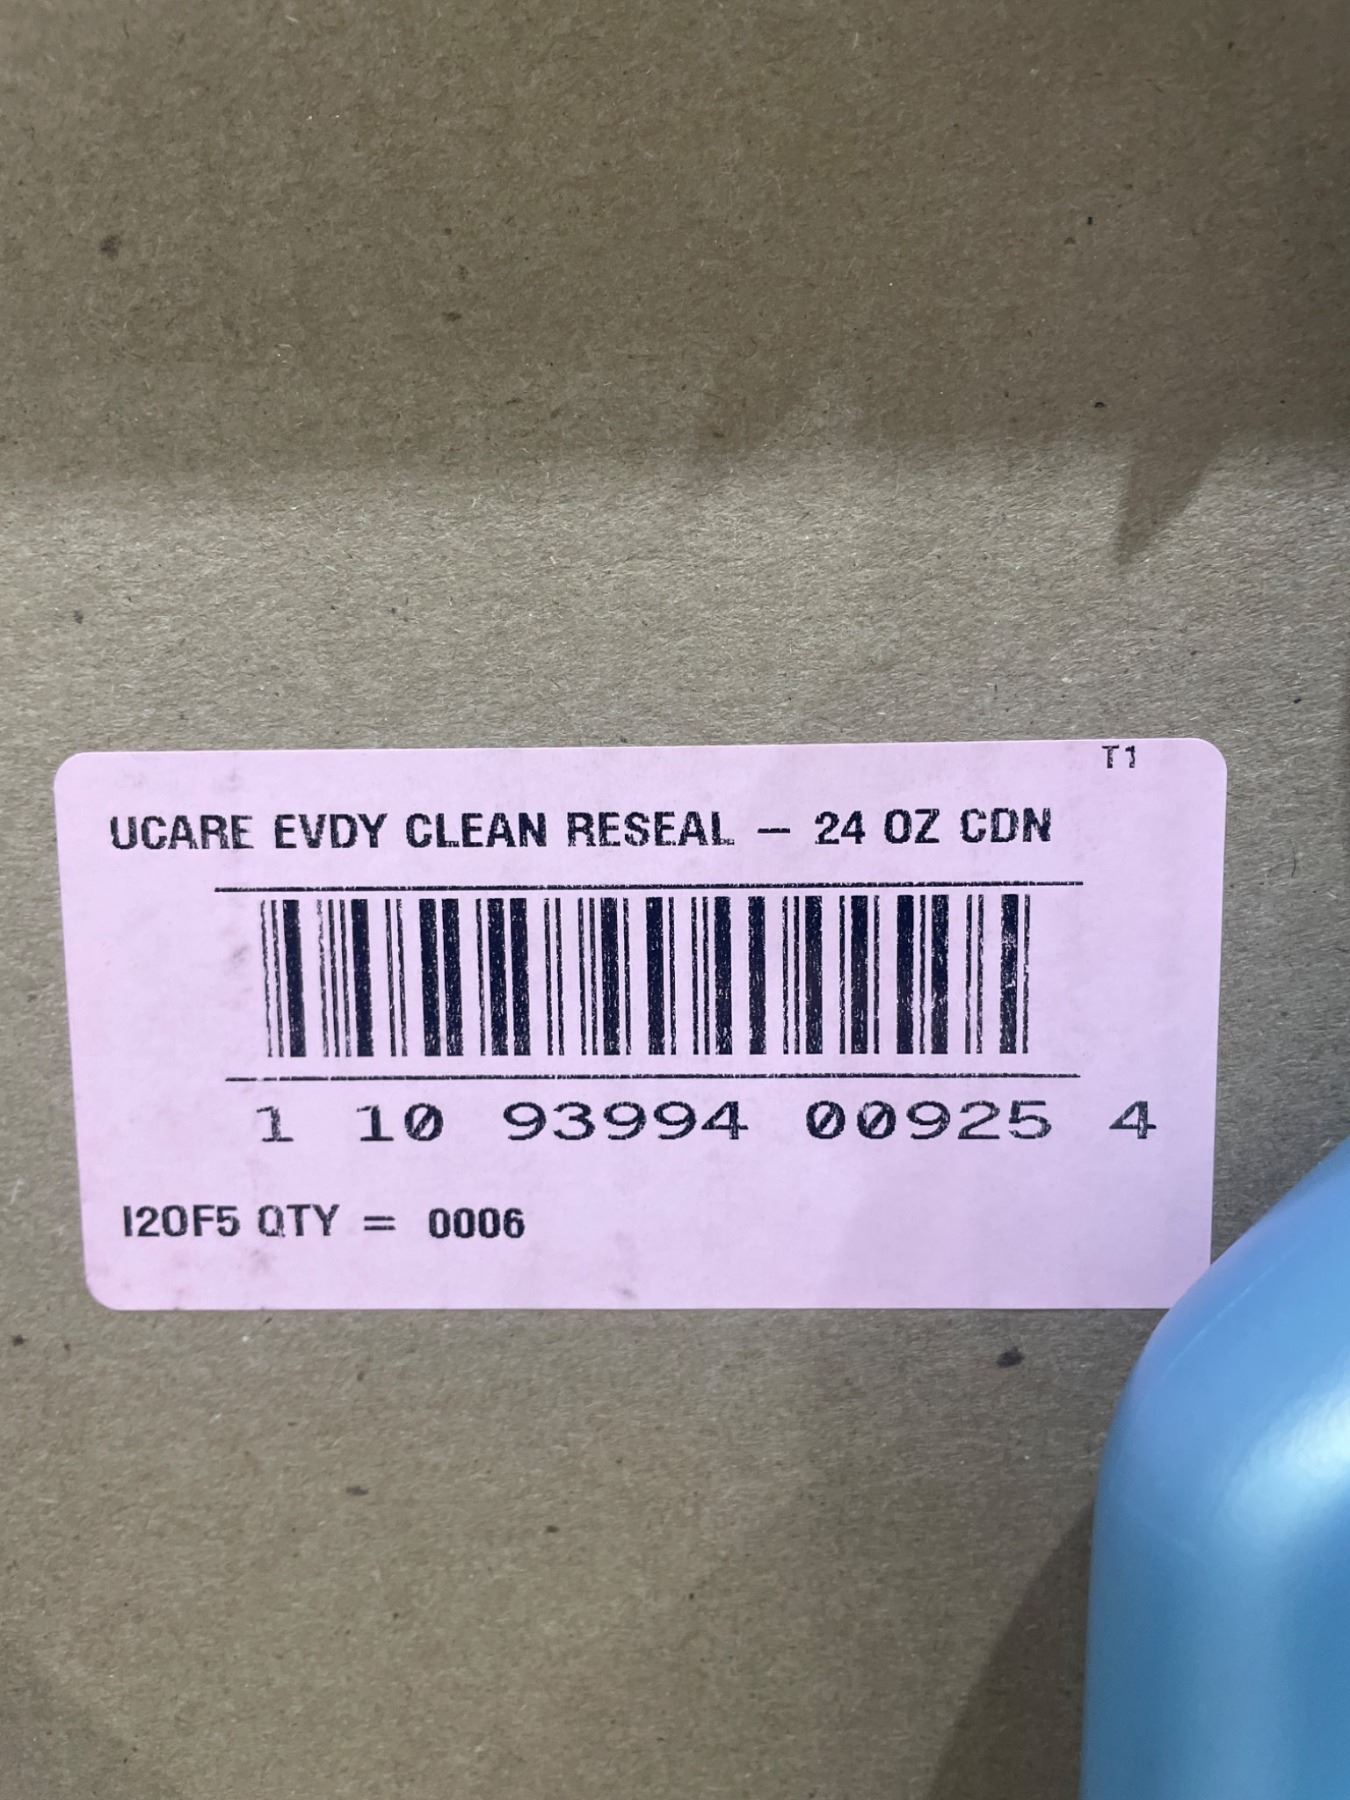 T1
UCARE EVDY CLEAN RESEAL – 24 OZ CDN
1 10 93994 00925 4
I2OF5 QTY = 0006